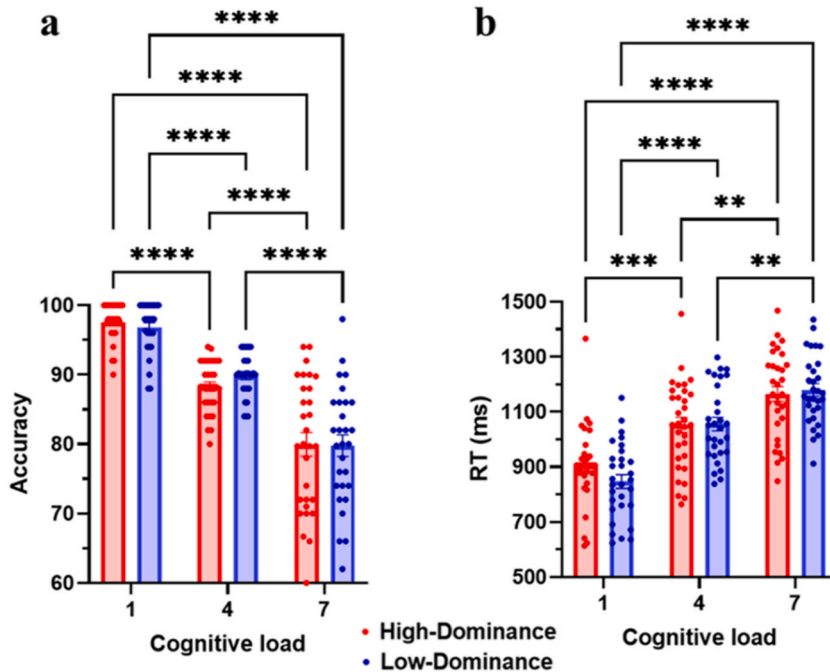 a
****
****
****
****
****
****
Accuracy
100
90
80
70
60
1 4 7
Cognitive load
b
****
****
****
**
***
**
RT (ms)
1500
1300
1100
900
700
500
1 4 7
Cognitive load
High-Dominance
Low-Dominance